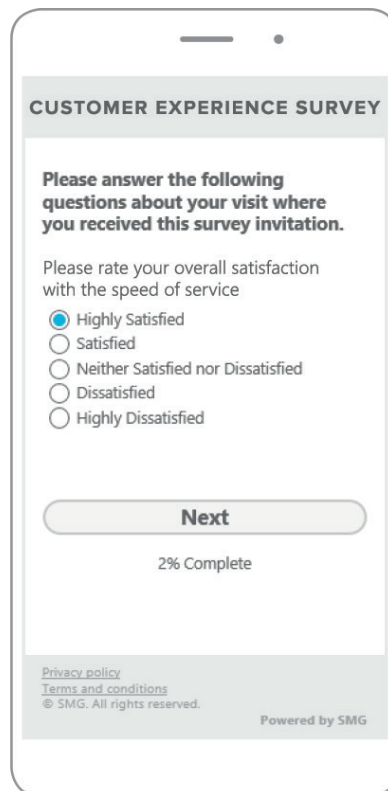 CUSTOMER EXPERIENCE SURVEY
Please answer the following
questions about your visit where
you received this survey invitation.
Please rate your overall satisfaction
with the speed of service
Highly Satisfied
Satisfied
Neither Satisfied nor Dissatisfied
Dissatisfied
Highly Dissatisfied
Next
2% Complete
Privacy policy
Terms and conditions
© SMG. All rights reserved.
Powered by SMG